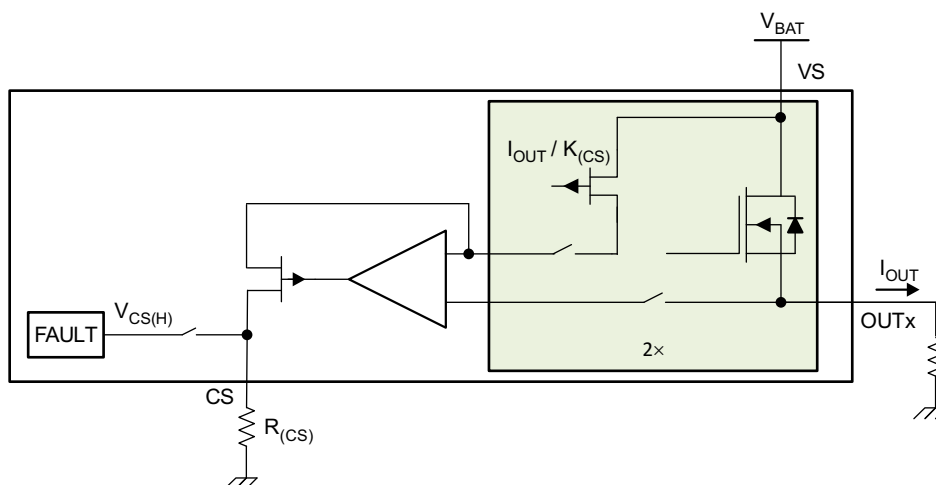 V_BAT
VS
I_OUT / K_(CS)
I_OUT
OUTx
V_CS(H)
FAULT
2×
CS
R_(CS)